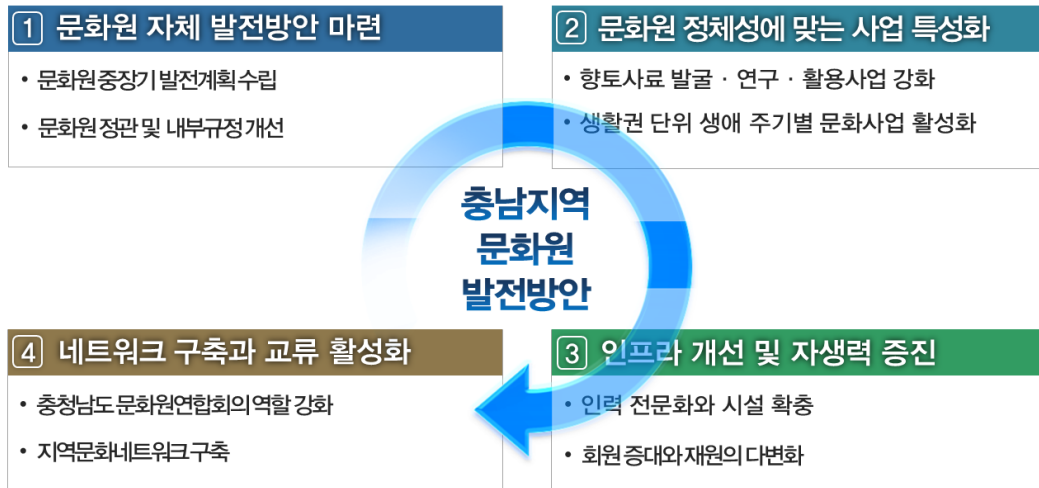 1 문화원 자체 발전방안 마련
• 문화원 중장기 발전계획 수립
• 문화원 정관 및 내부규정 개선
2 문화원 정체성에 맞는 사업 특성화
• 향토사료 발굴 · 연구 · 활용사업 강화
• 생활권 단위 생애 주기별 문화사업 활성화
충남지역
문화원
발전방안
4 네트워크 구축과 교류 활성화
• 충청남도 문화원연합회의 역할 강화
• 지역문화네트워크 구축
3 인프라 개선 및 자생력 증진
• 인력 전문화와 시설 확충
• 회원 증대와 재원의 다변화